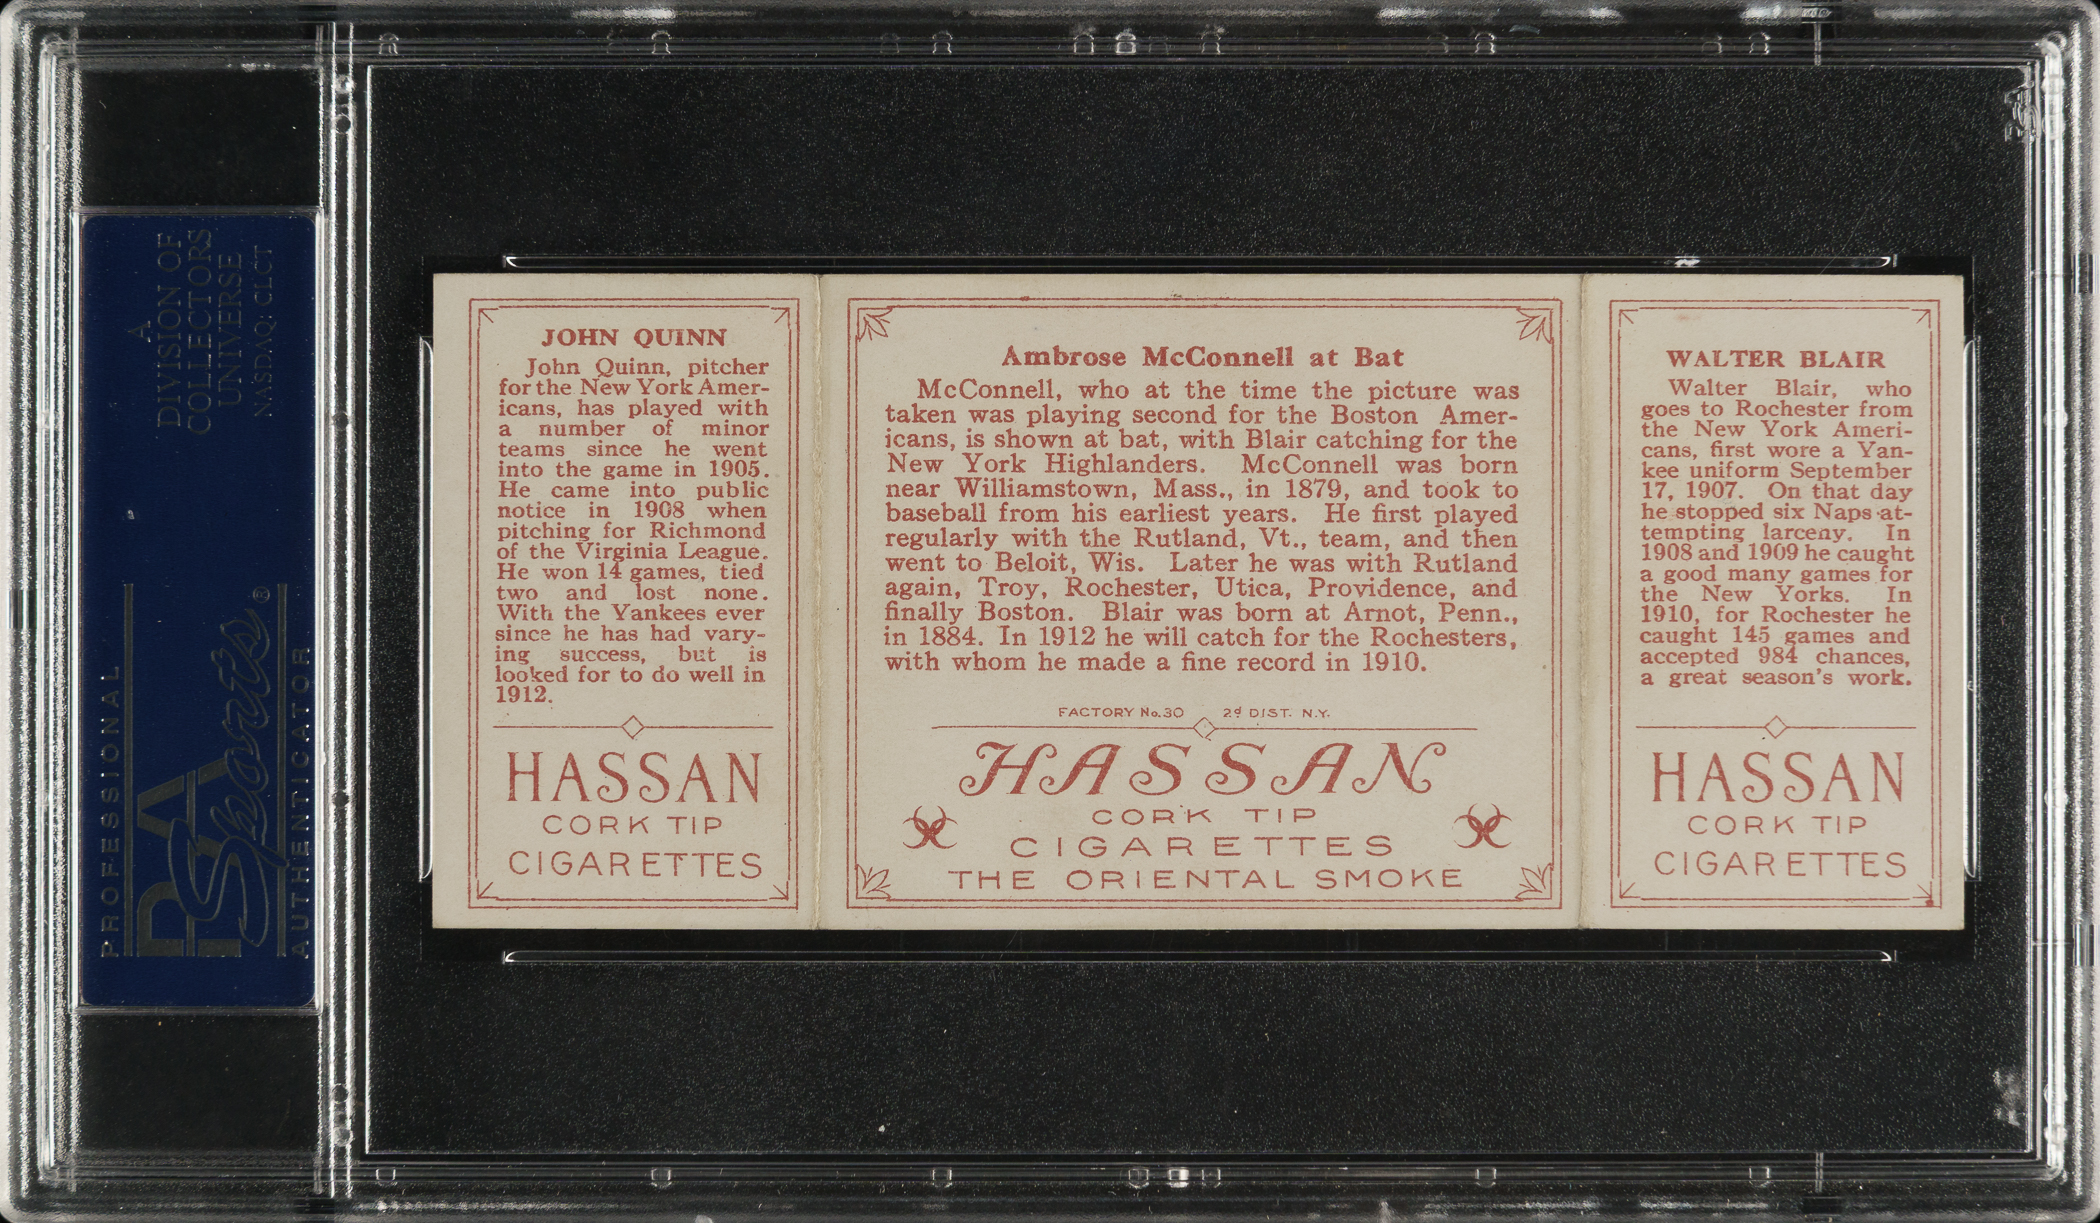 A
DIVISION OF
COLLECTORS
UNIVERSE
NASDAQ: CLCT
PROFESSIONAL
PSA
Sports®
AUTHENTICATOR
JOHN QUINN
John Quinn, pitcher
for the New York Amer-
icans, has played with
a number of minor
teams since he went
into the game in 1905.
He came into public
notice in 1908 when
pitching for Richmond
of the Virginia League.
He won 14 games, tied
two and lost none.
With the Yankees ever
since he has had vary-
ing success, but is
looked for to do well in
1912.
HASSAN
CORK TIP
CIGARETTES
Ambrose McConnell at Bat
McConnell, who at the time the picture was
taken was playing second for the Boston Amer-
icans, is shown at bat, with Blair catching for the
New York Highlanders. McConnell was born
near Williamstown, Mass., in 1879, and took to
baseball from his earliest years. He first played
regularly with the Rutland, Vt., team, and then
went to Beloit, Wis. Later he was with Rutland
again, Troy, Rochester, Utica, Providence, and
finally Boston. Blair was born at Arnot, Penn.,
in 1884. In 1912 he will catch for the Rochesters,
with whom he made a fine record in 1910.
FACTORY No. 30 2d DIST. N.Y.
HASSAN
CORK TIP
CIGARETTES
THE ORIENTAL SMOKE
WALTER BLAIR
Walter Blair, who
goes to Rochester from
the New York Ameri-
cans, first wore a Yan-
kee uniform September
17, 1907. On that day
he stopped six Naps at-
tempting larceny. In
1908 and 1909 he caught
a good many games for
the New Yorks. In
1910, for Rochester he
caught 145 games and
accepted 984 chances,
a great season's work.
HASSAN
CORK TIP
CIGARETTES